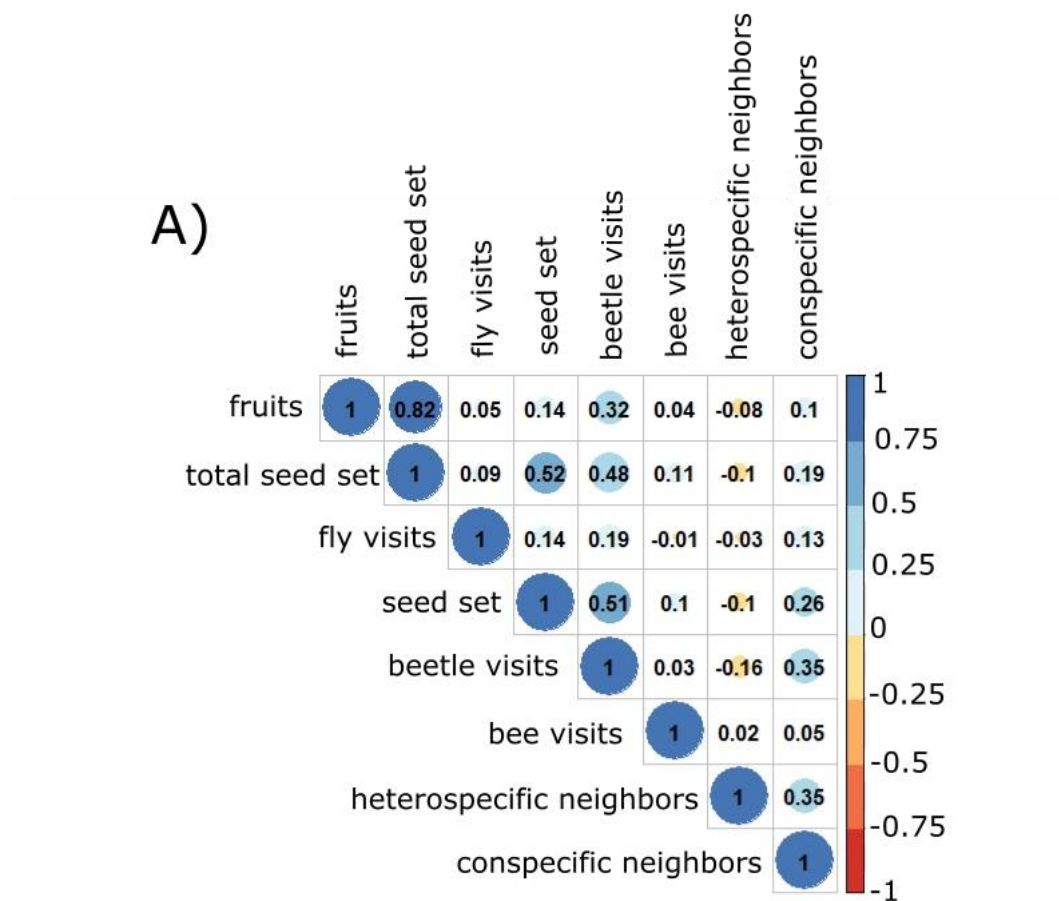 A)
fruits
total seed set
fly visits
seed set
beetle visits
bee visits
heterospecific neighbors
conspecific neighbors
fruits 1 0.82 0.05 0.14 0.32 0.04 -0.08 0.1
total seed set 1 0.09 0.52 0.48 0.11 -0.1 0.19
fly visits 1 0.14 0.19 -0.01 -0.03 0.13
seed set 1 0.51 0.1 -0.1 0.26
beetle visits 1 0.03 -0.16 0.35
bee visits 1 0.02 0.05
heterospecific neighbors 1 0.35
conspecific neighbors 1
1
0.75
0.5
0.25
0
-0.25
-0.5
-0.75
-1